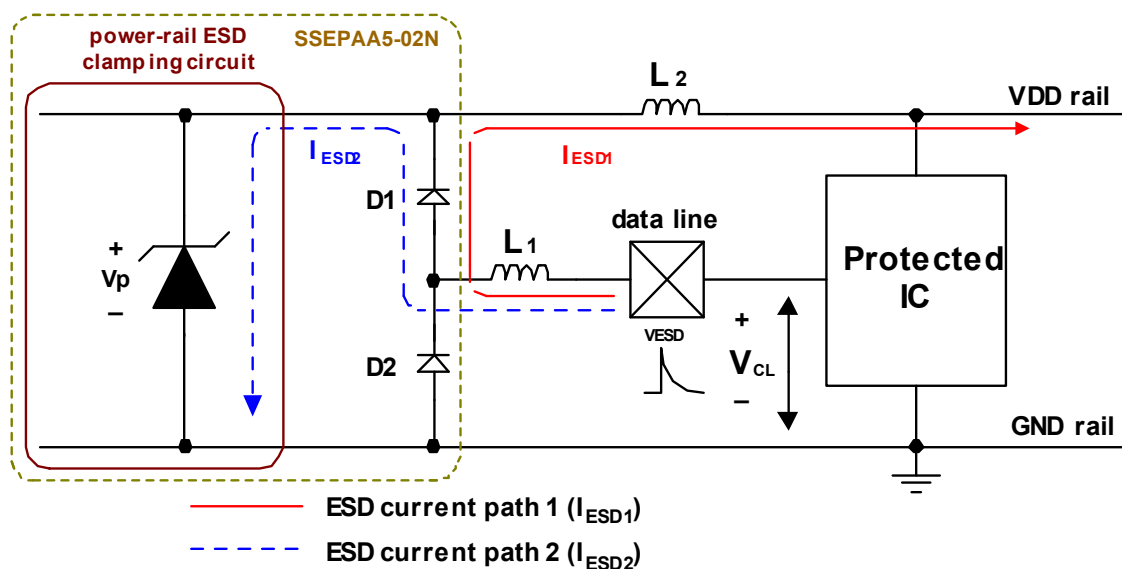 power-rail ESD
clamping circuit
SSEPAA5-02N
L2
VDD rail
IESD2
IESD1
D1
data line
L1
Protected
IC
+
Vp
–
VESD
+
VCL
–
D2
GND rail
ESD current path 1 (IESD1)
ESD current path 2 (IESD2)